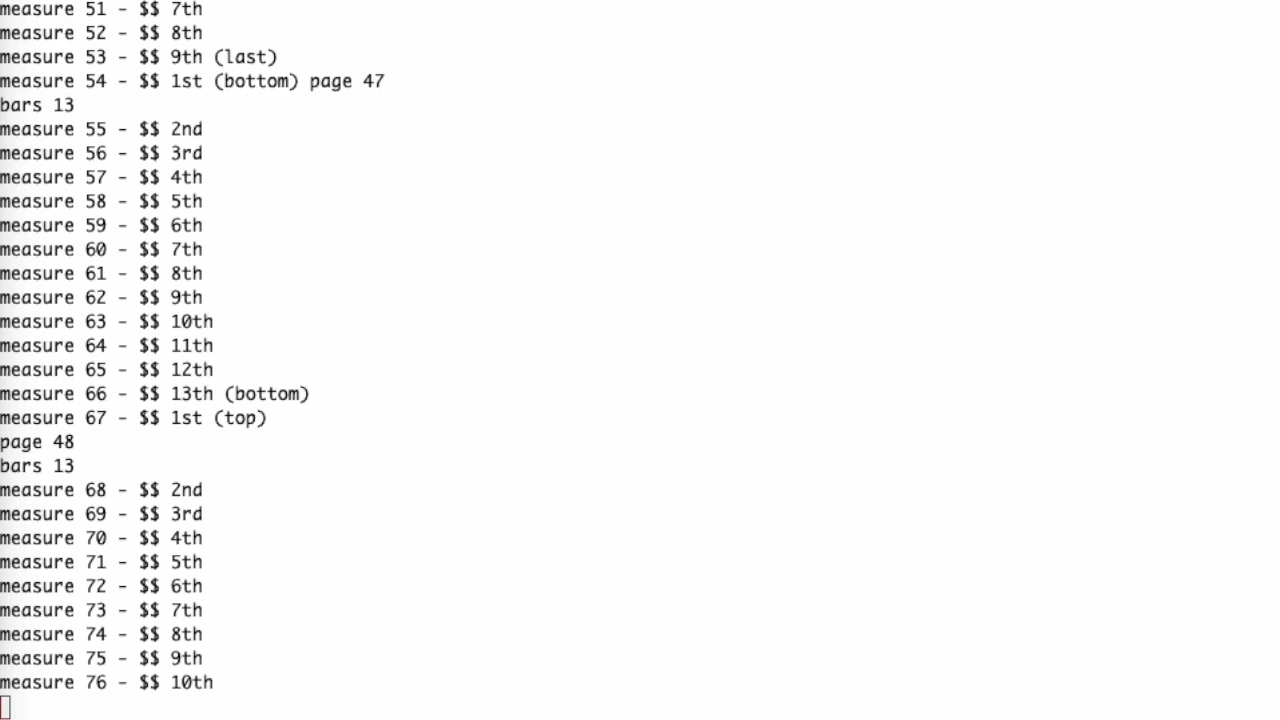 measure 51 - $$ 7th
measure 52 - $$ 8th
measure 53 - $$ 9th (last)
measure 54 - $$ 1st (bottom) page 47
bars 13
measure 55 - $$ 2nd
measure 56 - $$ 3rd
measure 57 - $$ 4th
measure 58 - $$ 5th
measure 59 - $$ 6th
measure 60 - $$ 7th
measure 61 - $$ 8th
measure 62 - $$ 9th
measure 63 - $$ 10th
measure 64 - $$ 11th
measure 65 - $$ 12th
measure 66 - $$ 13th (bottom)
measure 67 - $$ 1st (top)
page 48
bars 13
measure 68 - $$ 2nd
measure 69 - $$ 3rd
measure 70 - $$ 4th
measure 71 - $$ 5th
measure 72 - $$ 6th
measure 73 - $$ 7th
measure 74 - $$ 8th
measure 75 - $$ 9th
measure 76 - $$ 10th